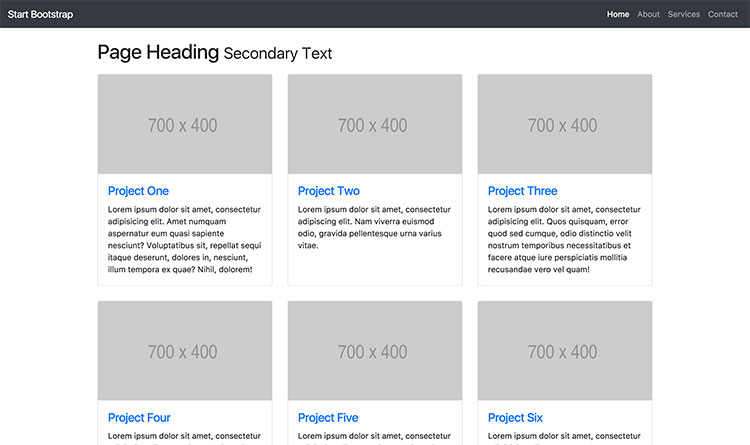 Start Bootstrap
Home About Services Contact
Page Heading Secondary Text
700 x 400
700 x 400
700 x 400
Project One
Lorem ipsum dolor sit amet, consectetur
adipisicing elit. Amet numquam
aspernatur eum quasi sapiente
nesciunt? Voluptatibus sit, repellat sequi
itaque deserunt, dolores in, nesciunt,
illum tempora ex quae? Nihil, dolorem!
Project Two
Lorem ipsum dolor sit amet, consectetur
adipisicing elit. Nam viverra euismod
odio, gravida pellentesque urna varius
vitae.
Project Three
Lorem ipsum dolor sit amet, consectetur
adipisicing elit. Quos quisquam, error
quod sed cumque, odio distinctio velit
nostrum temporibus necessitatibus et
facere atque iure perspiciatis mollitia
recusandae vero vel quam!
700 x 400
700 x 400
700 x 400
Project Four
Lorem ipsum dolor sit amet, consectetur
Project Five
Lorem ipsum dolor sit amet, consectetur
Project Six
Lorem ipsum dolor sit amet, consectetur